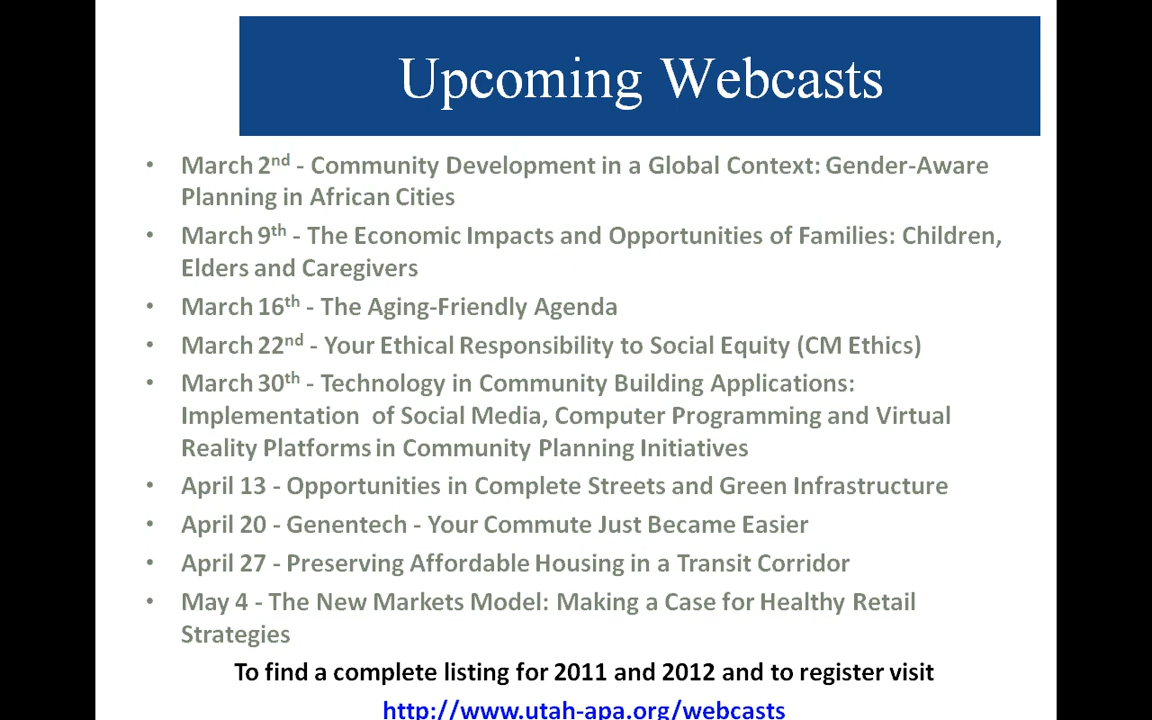 Upcoming Webcasts
• March 2nd - Community Development in a Global Context: Gender-Aware
Planning in African Cities
• March 9th - The Economic Impacts and Opportunities of Families: Children,
Elders and Caregivers
• March 16th - The Aging-Friendly Agenda
• March 22nd - Your Ethical Responsibility to Social Equity (CM Ethics)
• March 30th - Technology in Community Building Applications:
Implementation of Social Media, Computer Programming and Virtual
Reality Platforms in Community Planning Initiatives
• April 13 - Opportunities in Complete Streets and Green Infrastructure
• April 20 - Genentech - Your Commute Just Became Easier
• April 27 - Preserving Affordable Housing in a Transit Corridor
• May 4 - The New Markets Model: Making a Case for Healthy Retail
Strategies
To find a complete listing for 2011 and 2012 and to register visit
http://www.utah-apa.org/webcasts